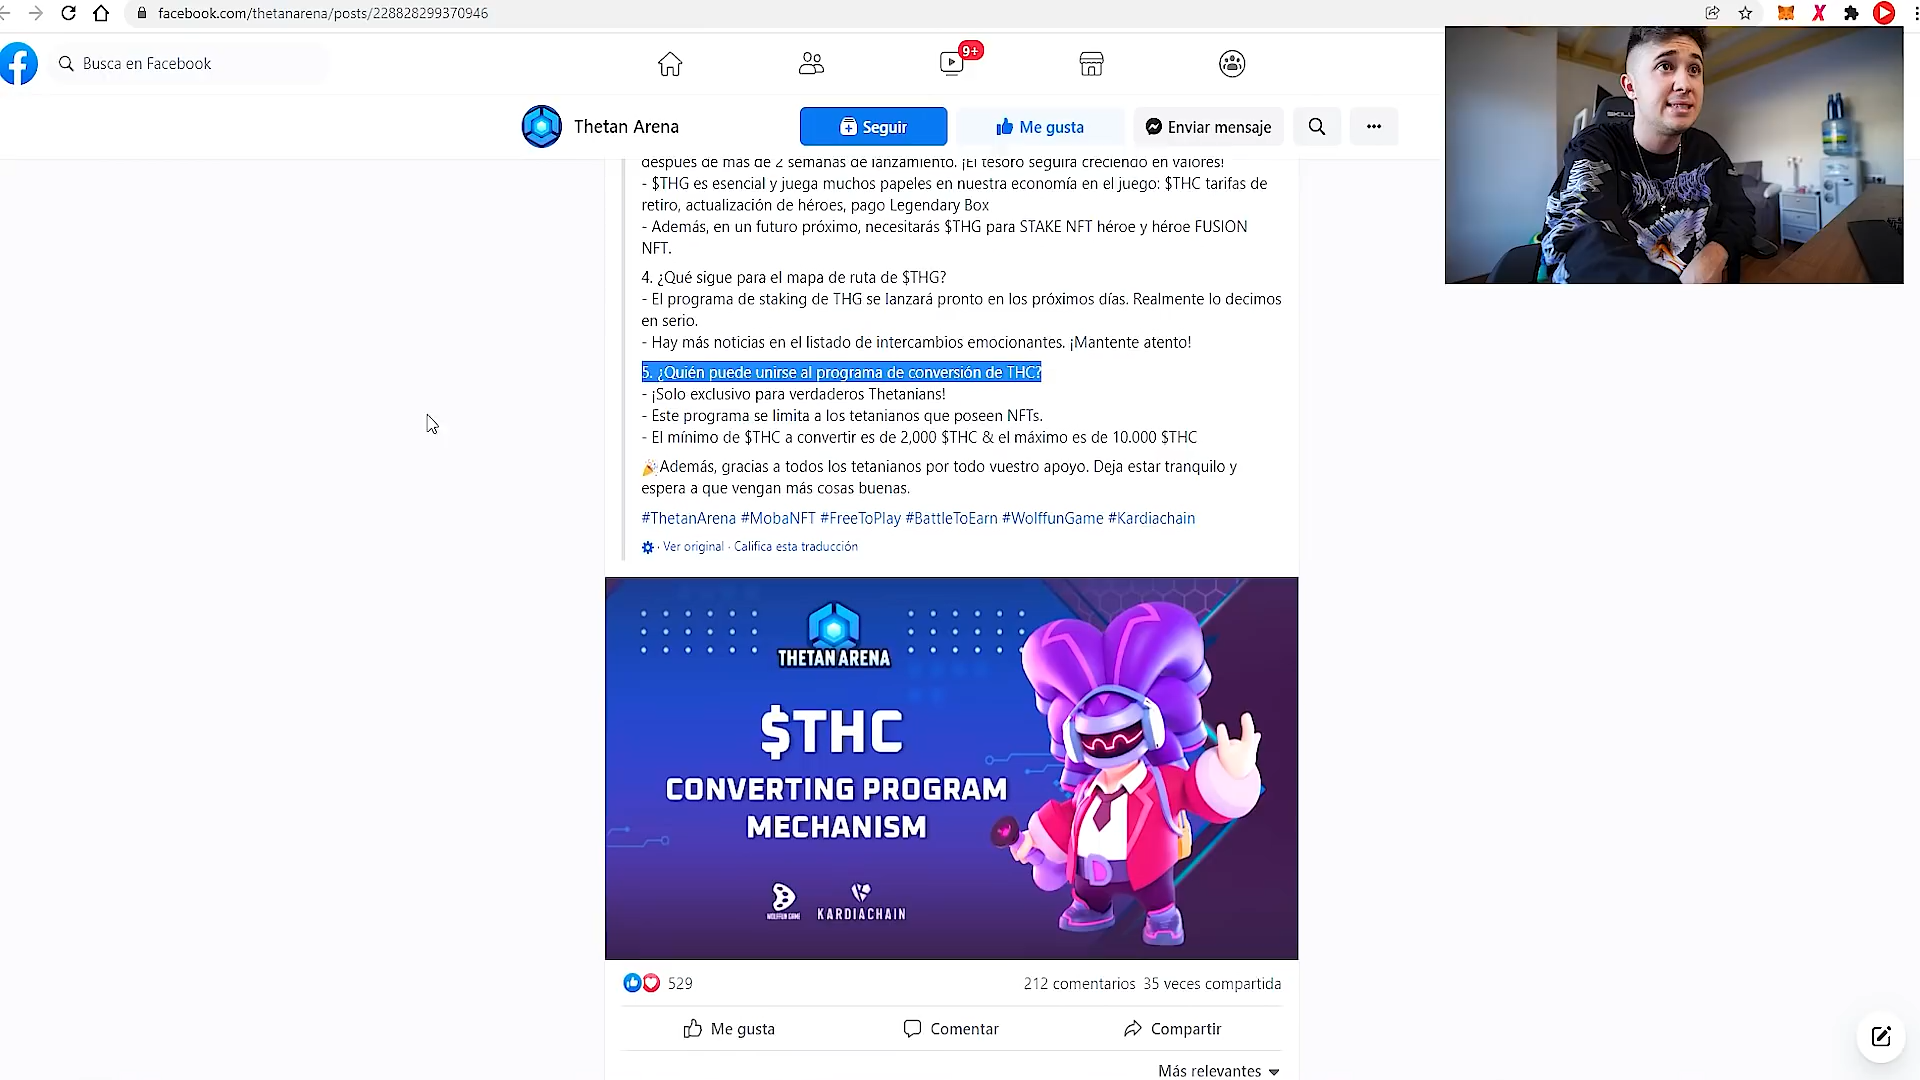 facebook.com/thetanarena/posts/228828299370946
Busca en Facebook
9+
Thetan Arena
Seguir
Me gusta
Enviar mensaje
después de más de 2 semanas de lanzamiento. ¡El tesoro seguirá creciendo en valores!
- $THG es esencial y juega muchos papeles en nuestra economía en el juego: $THC tarifas de
retiro, actualización de héroes, pago Legendary Box
- Además, en un futuro próximo, necesitarás $THG para STAKE NFT héroe y héroe FUSION
NFT.
4. ¿Qué sigue para el mapa de ruta de $THG?
- El programa de staking de THG se lanzará pronto en los próximos días. Realmente lo decimos
en serio.
- Hay más noticias en el listado de intercambios emocionantes. ¡Mantente atento!
5. ¿Quién puede unirse al programa de conversión de THC?
- ¡Solo exclusivo para verdaderos Thetanians!
- Este programa se limita a los tetanianos que poseen NFTs.
- El mínimo de $THC a convertir es de 2,000 $THC & el máximo es de 10.000 $THC
Además, gracias a todos los tetanianos por todo vuestro apoyo. Deja estar tranquilo y
espera a que vengan más cosas buenas.
#ThetanArena #MobaNFT #FreeToPlay #BattleToEarn #WolffunGame #Kardiachain
· Ver original · Califica esta traducción
THETAN ARENA
$THC
CONVERTING PROGRAM
MECHANISM
WOLFFUN GAME
KARDIACHAIN
D
529
212 comentarios 35 veces compartida
Me gusta
Comentar
Compartir
Más relevantes